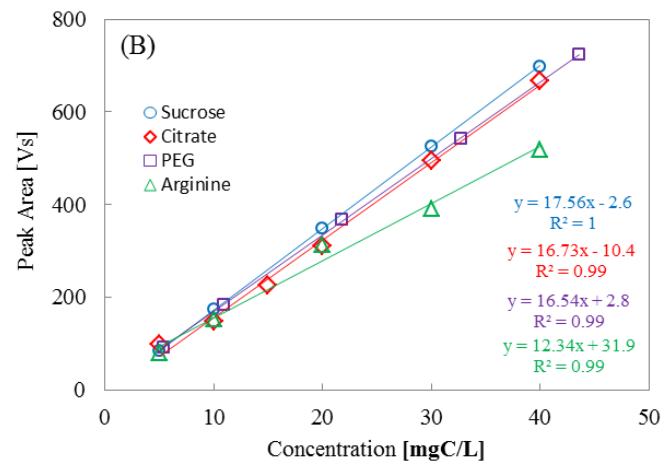 (B)
800
600
400
200
0
Peak Area [Vs]
Sucrose
Citrate
PEG
Arginine
y = 17.56x - 2.6
R² = 1
y = 16.73x - 10.4
R² = 0.99
y = 16.54x + 2.8
R² = 0.99
y = 12.34x + 31.9
R² = 0.99
0 10 20 30 40 50
Concentration [mgC/L]